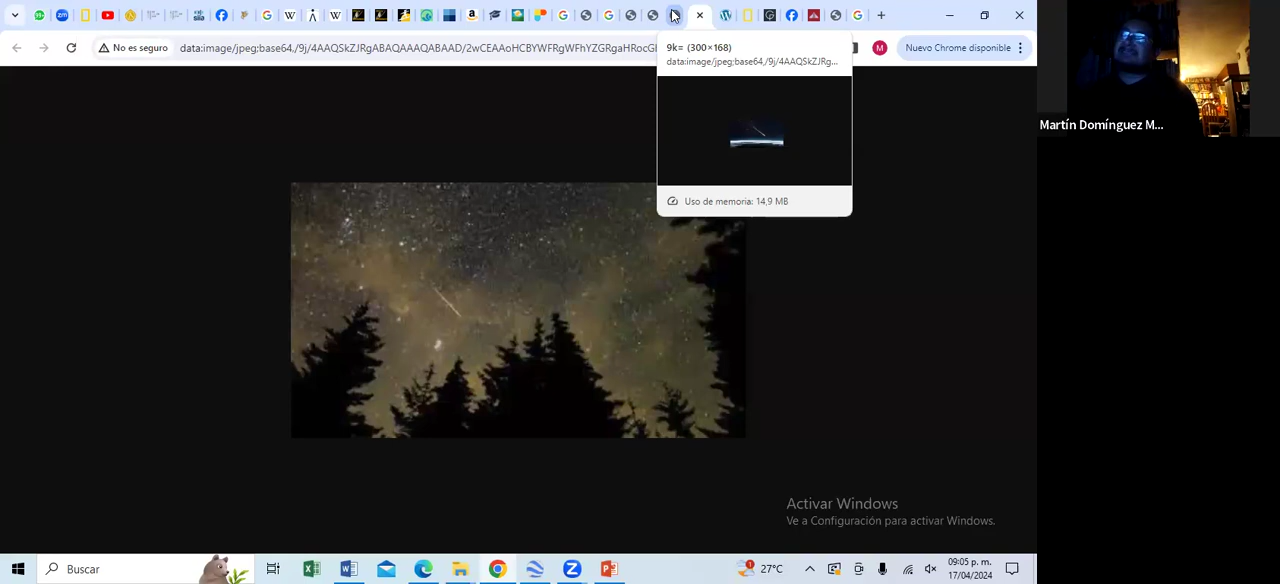 No es seguro
data:image/jpeg;base64,/9j/4AAQSkZJRgABAQAAAQABAAD/2wCEAAoHCBYWFRgWFhYZGRgaHRocGl
M
Nuevo Chrome disponible
9k= (300×168)
data:image/jpeg;base64,/9j/4AAQSkZJRg...
Uso de memoria: 14,9 MB
Martín Domínguez M...
Activar Windows
Ve a Configuración para activar Windows.
Buscar
27°C
09:05 p. m.
17/04/2024